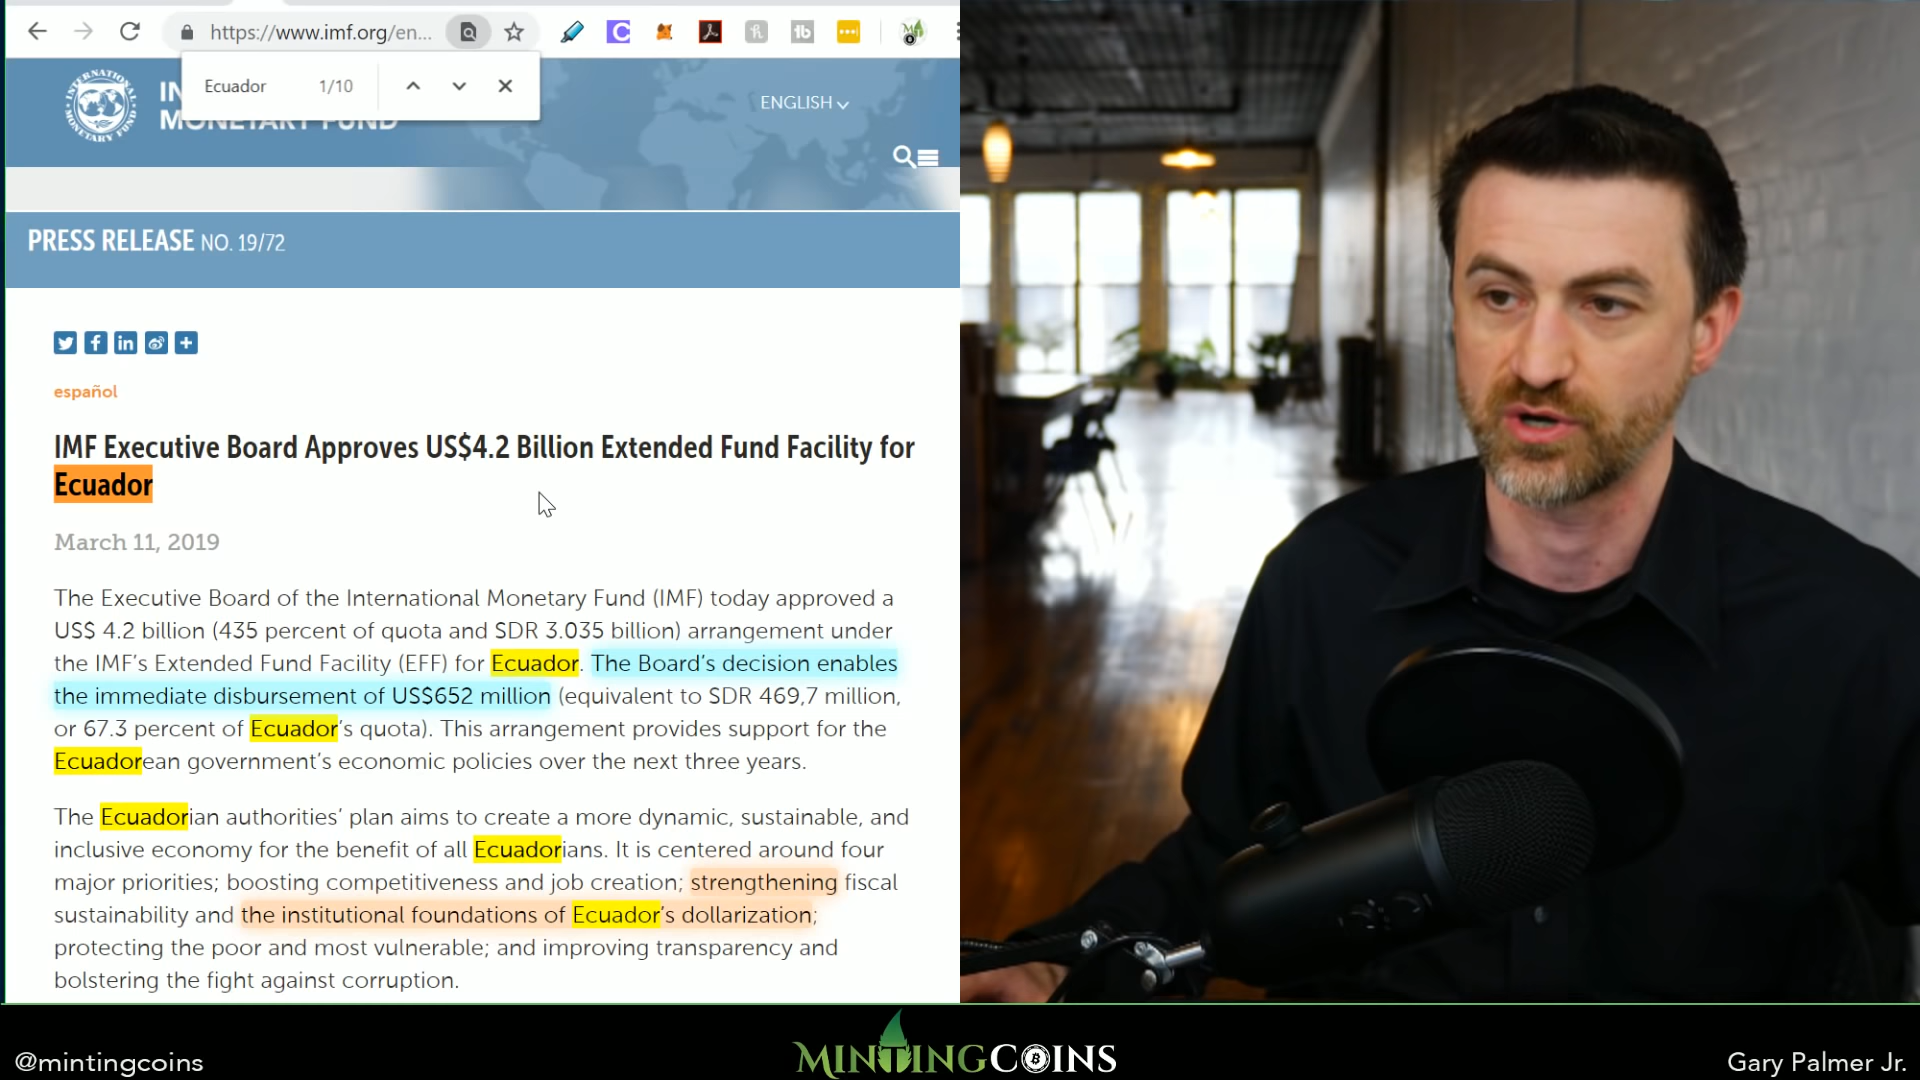 https://www.imf.org/en...
Ecuador 1/10
IN
MONETARY FUND
INTERNATIONAL MONETARY FUND
ENGLISH
PRESS RELEASE NO. 19/72
español
IMF Executive Board Approves US$4.2 Billion Extended Fund Facility for
Ecuador
March 11, 2019
The Executive Board of the International Monetary Fund (IMF) today approved a
US$ 4.2 billion (435 percent of quota and SDR 3.035 billion) arrangement under
the IMF’s Extended Fund Facility (EFF) for Ecuador. The Board’s decision enables
the immediate disbursement of US$652 million (equivalent to SDR 469,7 million,
or 67.3 percent of Ecuador’s quota). This arrangement provides support for the
Ecuadorean government’s economic policies over the next three years.
The Ecuadorian authorities’ plan aims to create a more dynamic, sustainable, and
inclusive economy for the benefit of all Ecuadorians. It is centered around four
major priorities; boosting competitiveness and job creation; strengthening fiscal
sustainability and the institutional foundations of Ecuador’s dollarization;
protecting the poor and most vulnerable; and improving transparency and
bolstering the fight against corruption.
@mintingcoins
MINTINGCOINS
Gary Palmer Jr.